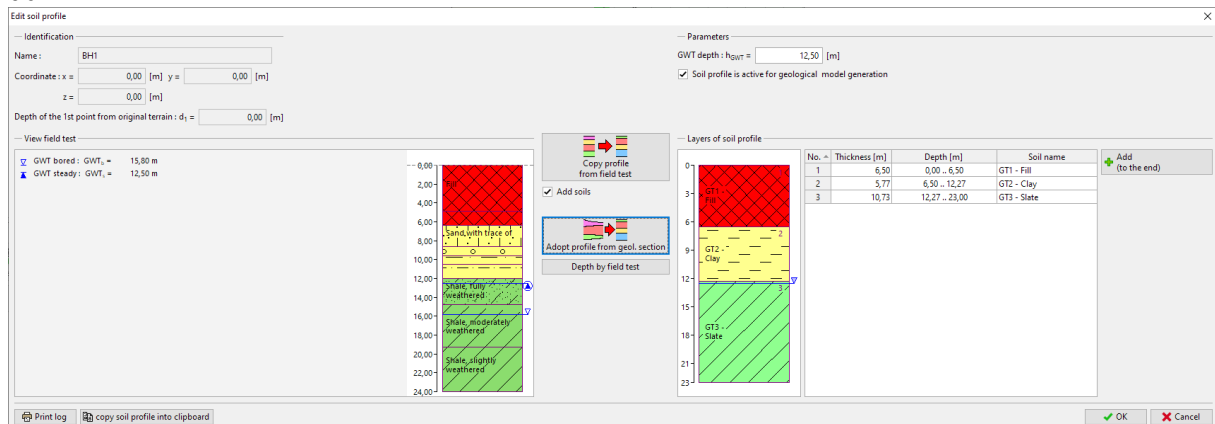 Edit soil profile
Identification
Name :
BH1
Coordinate : x = 0,00 [m] y = 0,00 [m]
z = 0,00 [m]
Depth of the 1st point from original terrain : d₁ = 0,00 [m]
Parameters
GWT depth : hGWT = 12,50 [m]
Soil profile is active for geological model generation
View field test
GWT bored : GWTₙ = 15,80 m
GWT steady : GWTₛ = 12,50 m
0,00
2,00
4,00
6,00
8,00
10,00
12,00
14,00
16,00
18,00
20,00
22,00
24,00
Fill
Sand, with trace of
Shale, fully
weathered
Shale, moderately
weathered
Shale, slightly
weathered
Copy profile
from field test
Add soils
Adopt profile from geol. section
Depth by field test
Layers of soil profile
0
3
6
9
12
15
18
21
23
GT1 -
Fill
2
GT2 -
Clay
3
GT3 -
Slate
No. Thickness [m] Depth [m] Soil name
1 6,50 0,00 .. 6,50 GT1 - Fill
2 5,77 6,50 .. 12,27 GT2 - Clay
3 10,73 12,27 .. 23,00 GT3 - Slate
Add
(to the end)
Print log
copy soil profile into clipboard
OK
Cancel